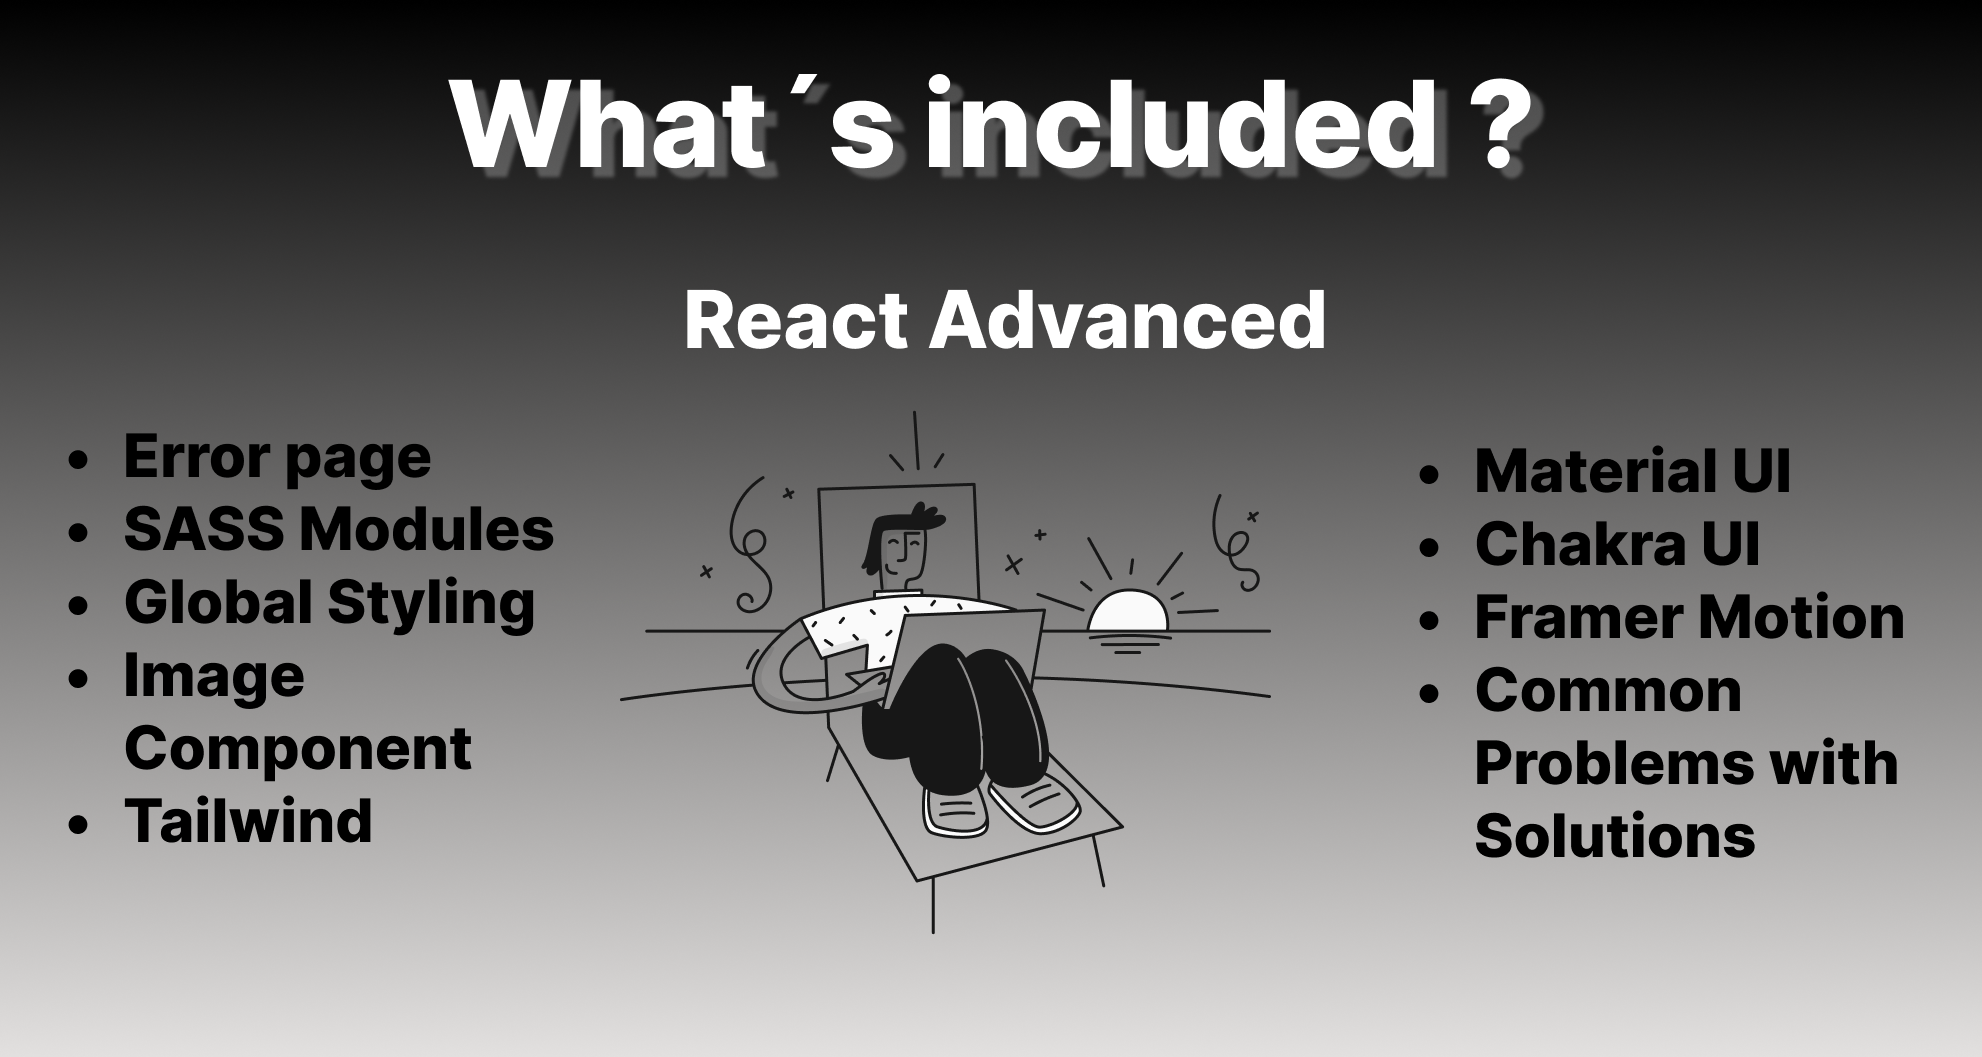 What´s included ?
React Advanced
• Error page
• SASS Modules
• Global Styling
• Image
Component
• Tailwind
• Material UI
• Chakra UI
• Framer Motion
• Common
Problems with
Solutions